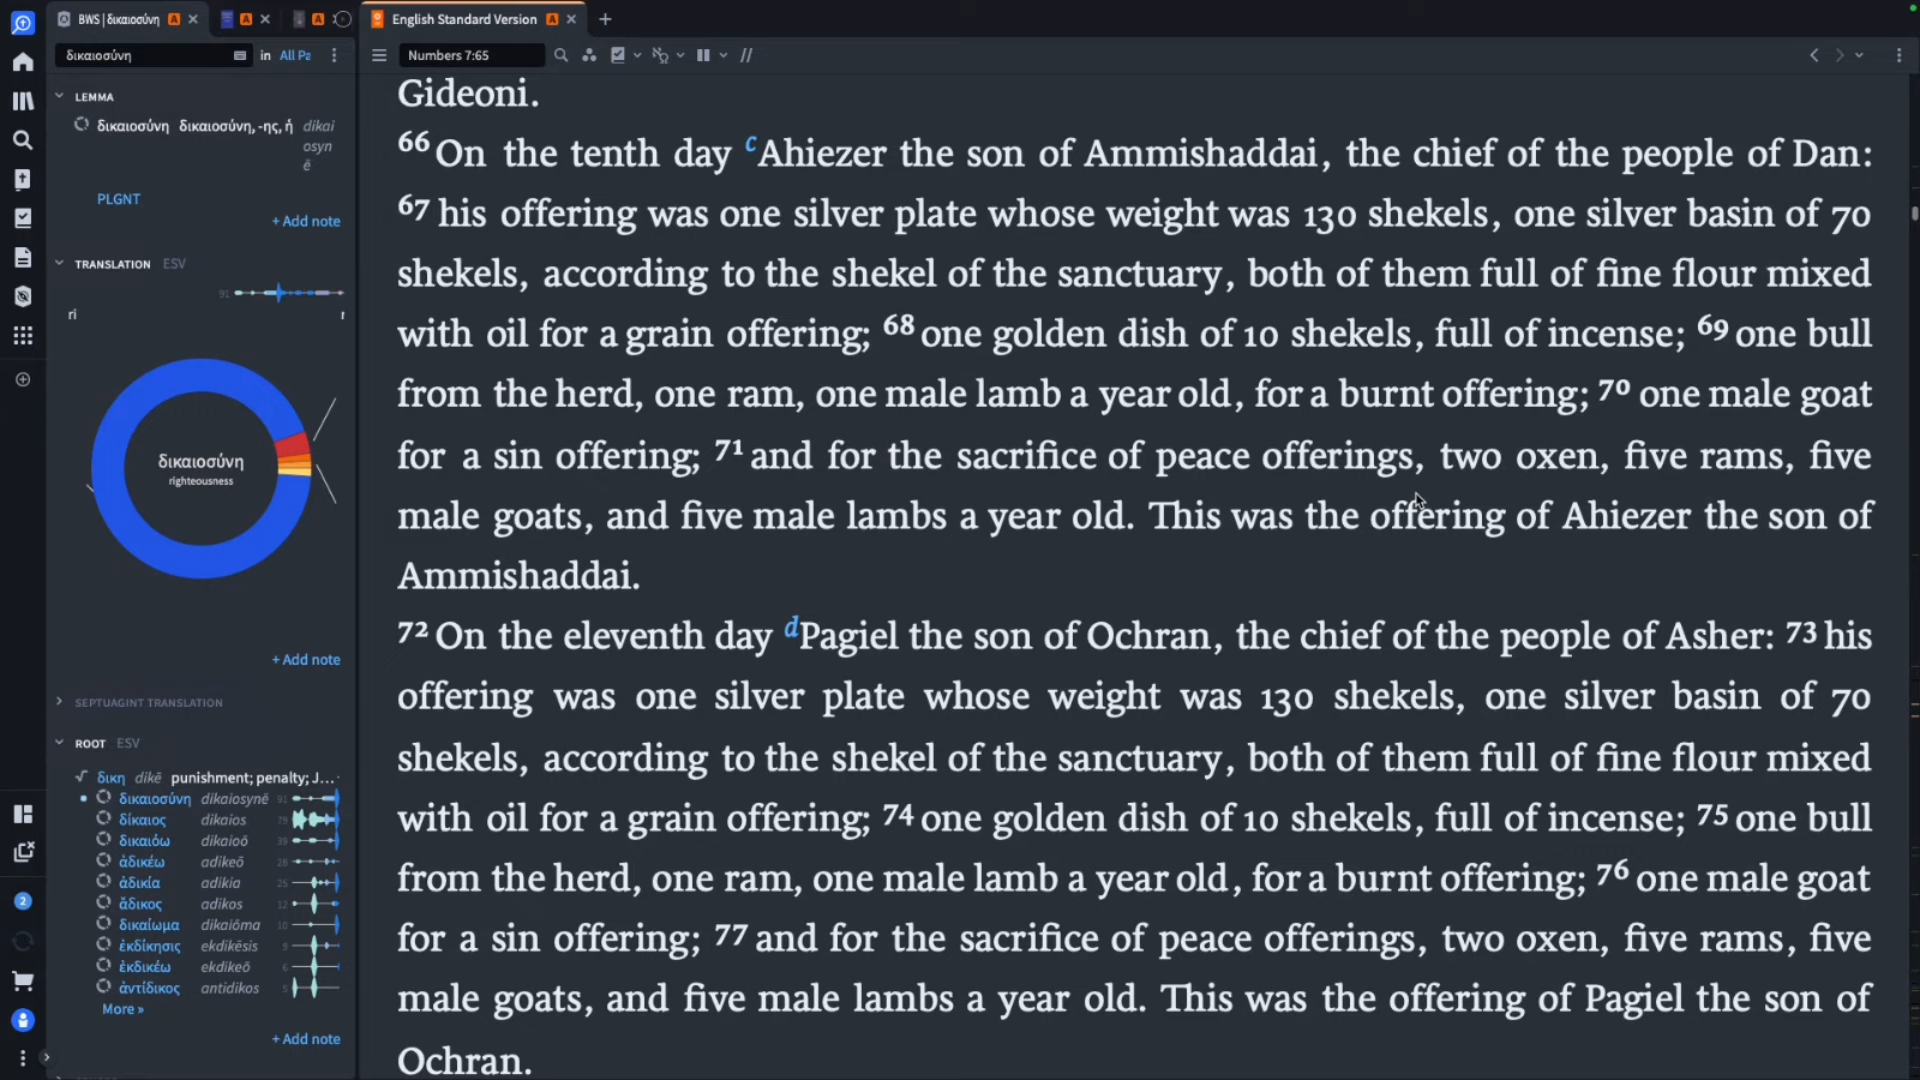 BWS | δικαιοσύνη A
A
A
English Standard Version A
δικαιοσύνη in All Pa
Numbers 7:65
LEMMA
δικαιοσύνη δικαιοσύνη, -ης, ἡ dikai
osyn
ē
PLGNT
+ Add note
TRANSLATION ESV
91
ri
δικαιοσύνη
righteousness
+ Add note
SEPTUAGINT TRANSLATION
ROOT ESV
√ δικη dikē punishment; penalty; J…
δικαιοσύνη dikaiosynē 91
δίκαιος dikaios 79
δικαιόω dikaioō 39
ἀδικέω adikeō 28
ἀδικία adikia 25
ἄδικος adikos 12
δικαίωμα dikaiōma 10
ἐκδίκησις ekdikēsis 9
ἐκδικέω ekdikeō 6
ἀντίδικος antidikos 5
More »
+ Add note
2
Gideoni.
66 On the tenth day c Ahiezer the son of Ammishaddai, the chief of the people of Dan:
67 his offering was one silver plate whose weight was 130 shekels, one silver basin of 70
shekels, according to the shekel of the sanctuary, both of them full of fine flour mixed
with oil for a grain offering; 68 one golden dish of 10 shekels, full of incense; 69 one bull
from the herd, one ram, one male lamb a year old, for a burnt offering; 70 one male goat
for a sin offering; 71 and for the sacrifice of peace offerings, two oxen, five rams, five
male goats, and five male lambs a year old. This was the offering of Ahiezer the son of
Ammishaddai.
72 On the eleventh day d Pagiel the son of Ochran, the chief of the people of Asher: 73 his
offering was one silver plate whose weight was 130 shekels, one silver basin of 70
shekels, according to the shekel of the sanctuary, both of them full of fine flour mixed
with oil for a grain offering; 74 one golden dish of 10 shekels, full of incense; 75 one bull
from the herd, one ram, one male lamb a year old, for a burnt offering; 76 one male goat
for a sin offering; 77 and for the sacrifice of peace offerings, two oxen, five rams, five
male goats, and five male lambs a year old. This was the offering of Pagiel the son of
Ochran.